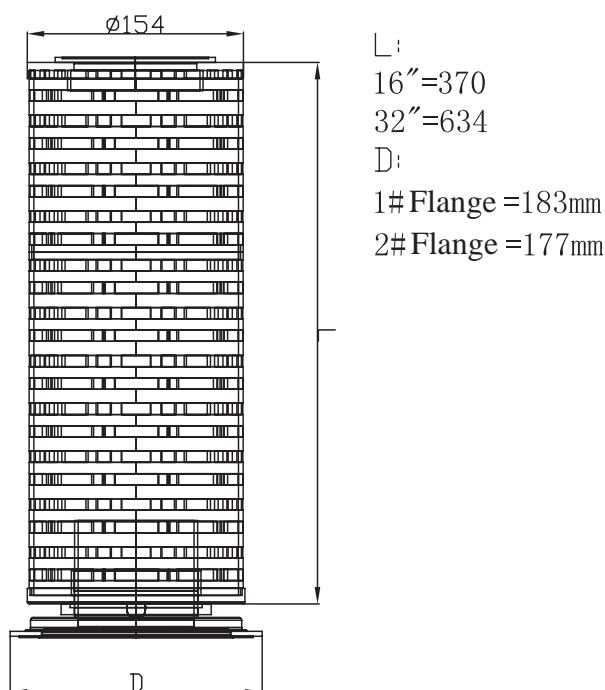 ø154
L:
16″=370
32″=634
D:
1# Flange =183mm
2# Flange =177mm
L
D